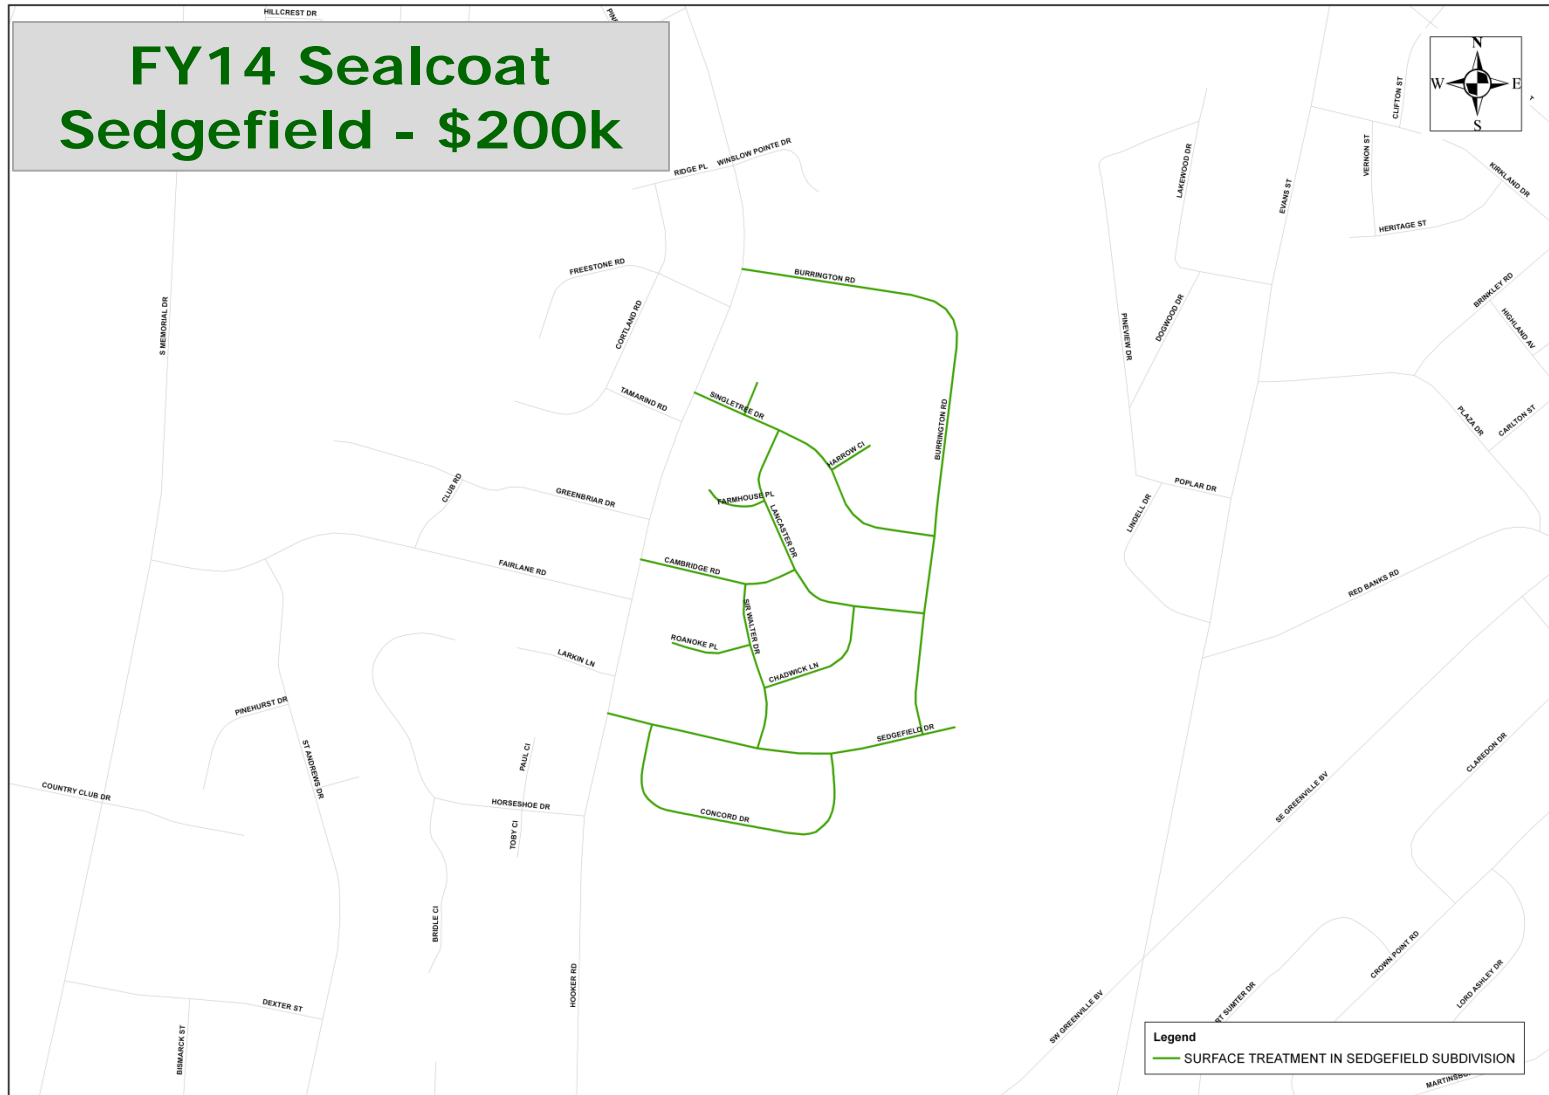 HILLCREST DR
FY14 Sealcoat
Sedgefield - $200k
N
W
E
S
CLIFTON ST
VERNON ST
KIRKLAND DR
HERITAGE ST
LAKEWOOD DR
EVANS ST
RIDGE PL
WINSLOW POINTE DR
FREESTONE RD
BURRINGTON RD
S MEMORIAL DR
CORTLAND RD
PINEVIEW DR
DOGWOOD DR
BRINKLEY RD
HIGHLAND AV
TAMARIND RD
SINGLETREE DR
BURRINGTON RD
PLAZA DR
CARLTON ST
HARROW CI
CLUB RD
GREENBRIAR DR
FARMHOUSE PL
LANCASTER DR
POPLAR DR
LINDELL DR
FAIRLANE RD
CAMBRIDGE RD
RED BANKS RD
SIR WALTER DR
ROANOKE PL
LARKIN LN
CHADWICK LN
PINEHURST DR
ST ANDREWS DR
SEDGEFIELD DR
PAUL CI
CLAREDON DR
COUNTRY CLUB DR
HORSESHOE DR
TOBY CI
CONCORD DR
SE GREENVILLE BV
BRIDLE CI
HOOKER RD
CROWN POINT RD
LORD ASHLEY DR
RT SUMTER DR
DEXTER ST
BISMARCK ST
SW GREENVILLE BV
Legend
SURFACE TREATMENT IN SEDGEFIELD SUBDIVISION